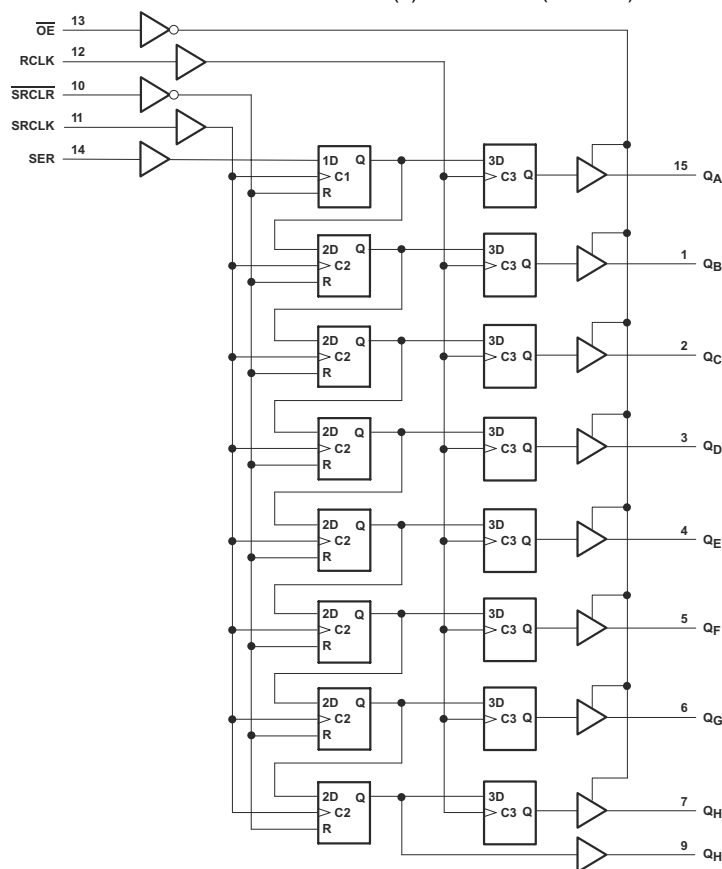 OE 13
RCLK 12
SRCLR 10
SRCLK 11
SER 14
1D Q
C1
R
3D
C3 Q
15 QA
2D Q
C2
R
3D
C3 Q
1 QB
2D Q
C2
R
3D
C3 Q
2 QC
2D Q
C2
R
3D
C3 Q
3 QD
2D Q
C2
R
3D
C3 Q
4 QE
2D Q
C2
R
3D
C3 Q
5 QF
2D Q
C2
R
3D
C3 Q
6 QG
2D Q
C2
R
3D
C3 Q
7 QH
9 QH